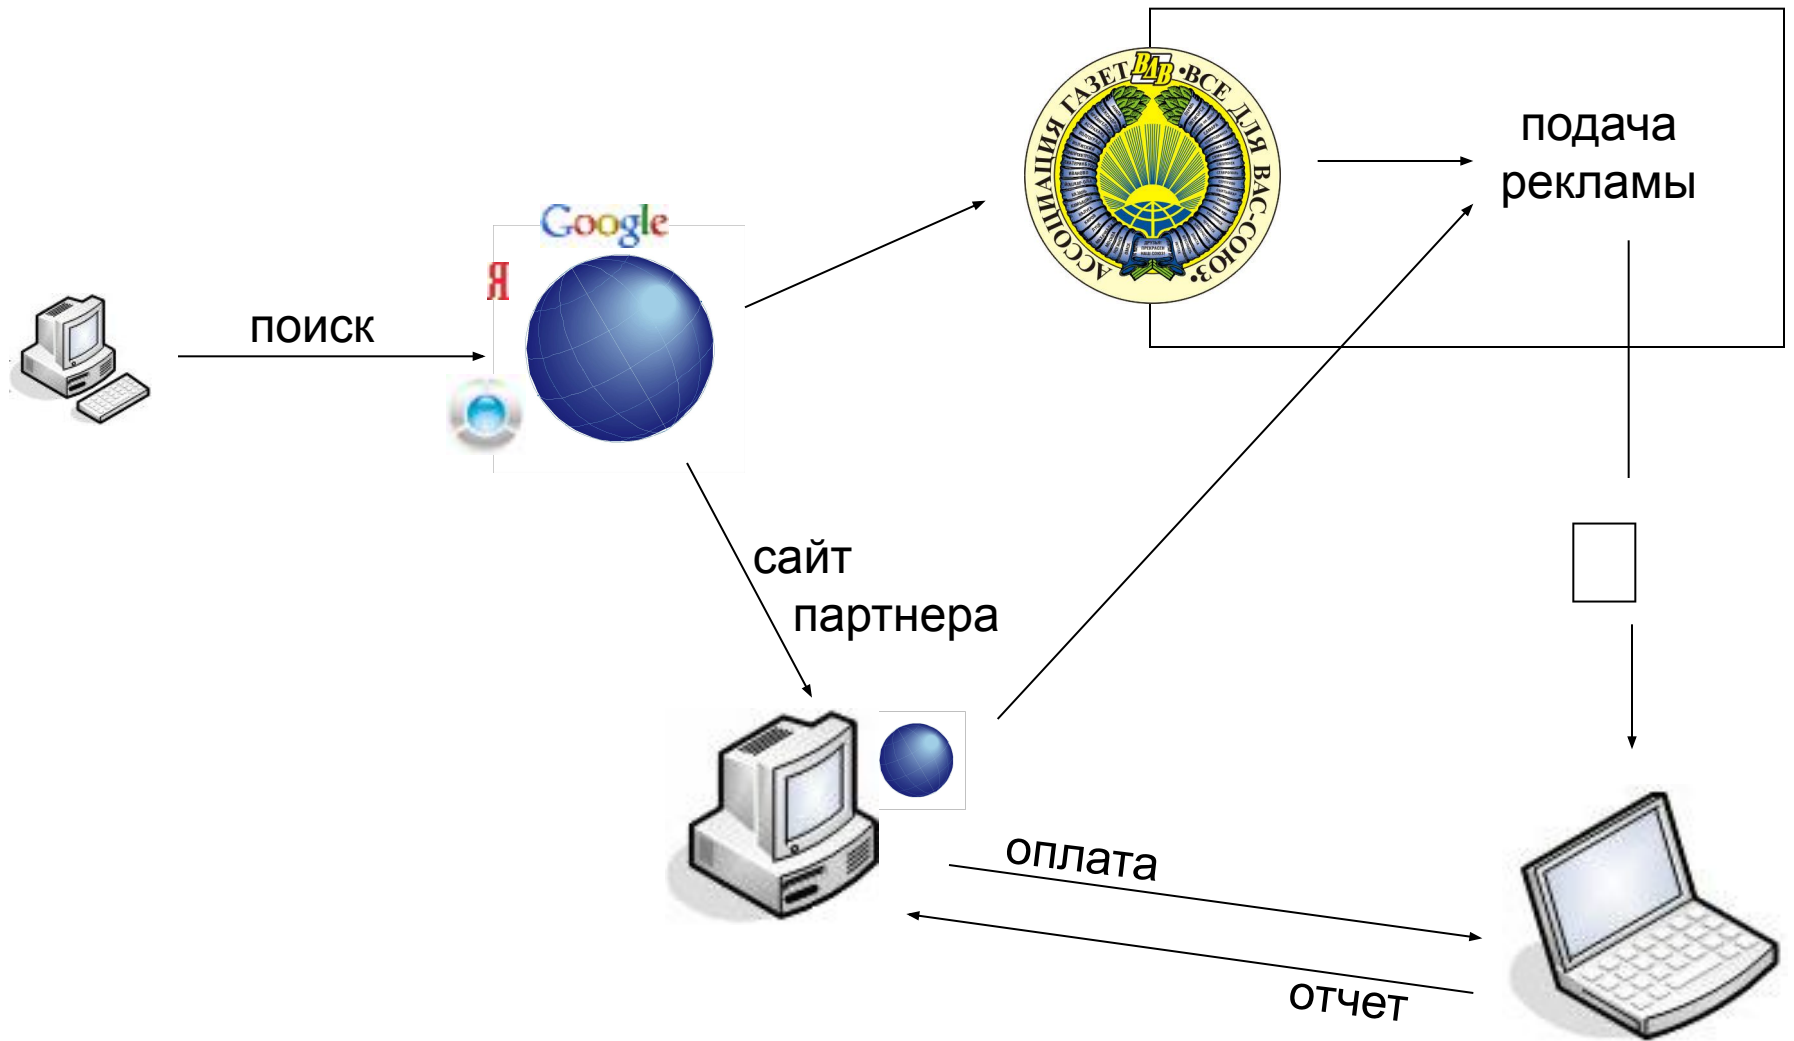 АССОЦИАЦИЯ ГАЗЕТ ВДВ •ВСЕ ДЛЯ ВАС-СОЮЗ•
подача
рекламы
Google
Я
поиск
сайт
партнера
оплата
отчет